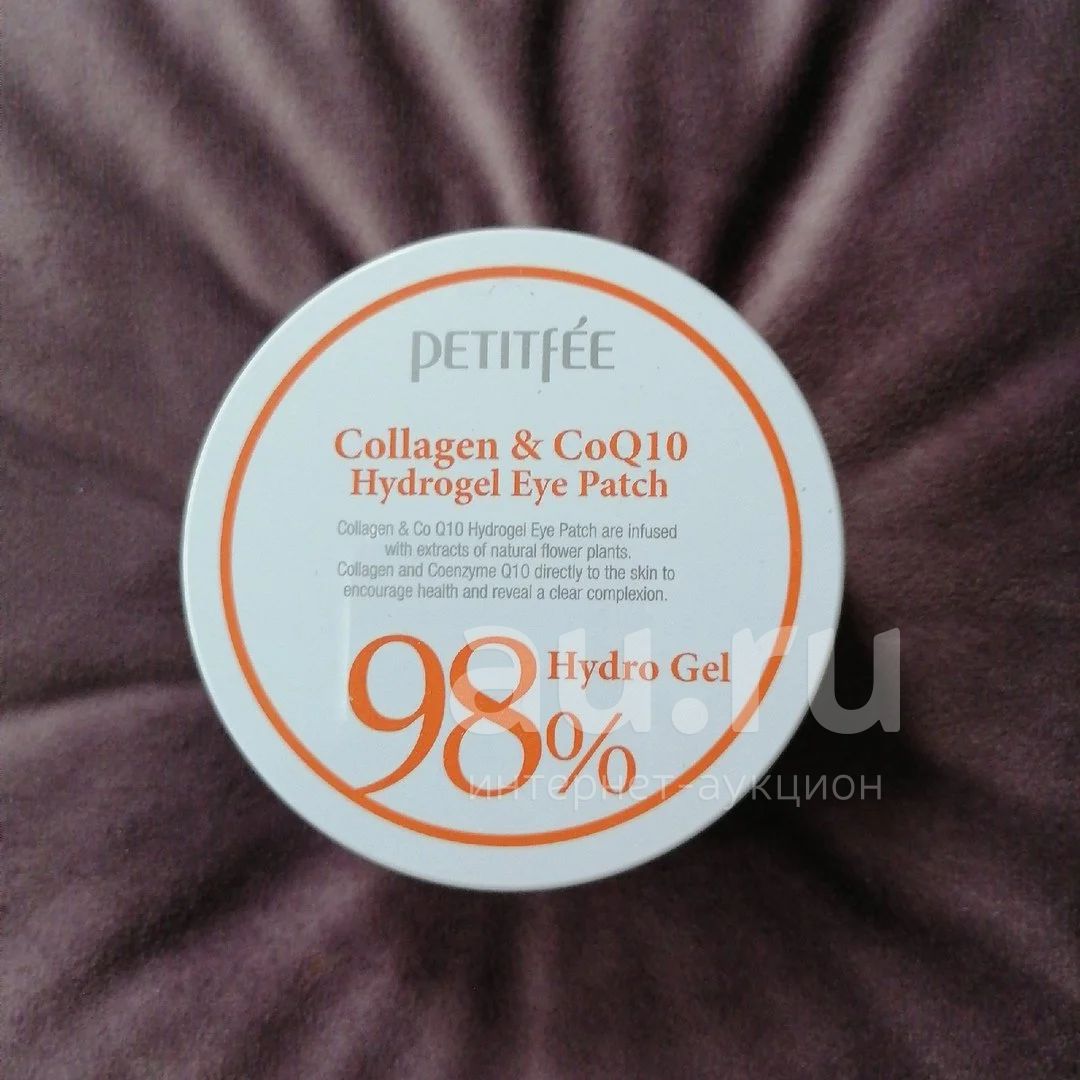 PETITFÉE
Collagen & CoQ10
Hydrogel Eye Patch
Collagen & Co Q10 Hydrogel Eye Patch are infused
with extracts of natural flower plants.
Collagen and Coenzyme Q10 directly to the skin to
encourage health and reveal a clear complexion.
98% Hydro Gel
au.ru
интернет-аукцион